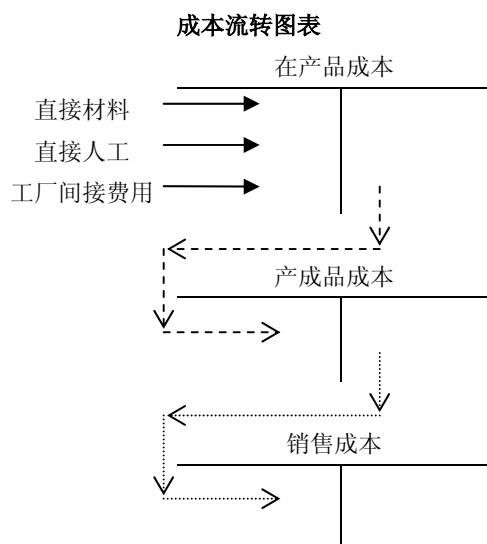 成本流转图表
在产品成本
直接材料
直接人工
工厂间接费用
产成品成本
销售成本